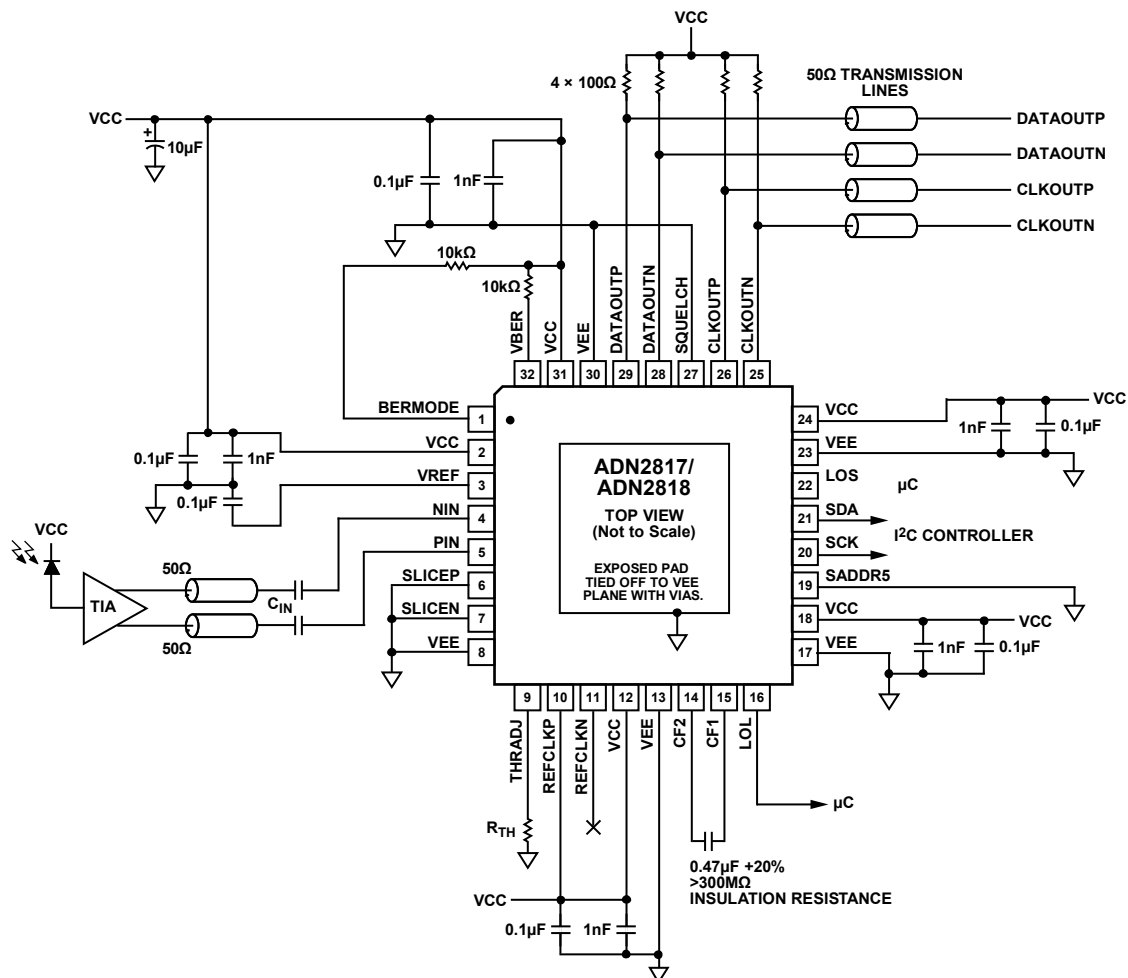 VCC
4 × 100Ω
50Ω TRANSMISSION
LINES
DATAOUTP
DATAOUTN
CLKOUTP
CLKOUTN
VCC
+
10µF
0.1µF
1nF
10kΩ
10kΩ
VBER
VCC
VEE
DATAOUTP
DATAOUTN
SQUELCH
CLKOUTP
CLKOUTN
32
31
30
29
28
27
26
25
BERMODE
1
VCC
2
VREF
3
NIN
4
PIN
5
SLICEP
6
SLICEN
7
VEE
8
0.1µF
1nF
0.1µF
VCC
TIA
50Ω
50Ω
CIN
ADN2817/
ADN2818
TOP VIEW
(Not to Scale)
EXPOSED PAD
TIED OFF TO VEE
PLANE WITH VIAS.
24
VCC
23
VEE
22
LOS
21
SDA
20
SCK
19
SADDR5
18
VCC
17
VEE
VCC
1nF
0.1µF
µC
I2C CONTROLLER
VCC
1nF
0.1µF
9
10
11
12
13
14
15
16
THRADJ
REFCLKP
REFCLKN
VCC
VEE
CF2
CF1
LOL
µC
RTH
0.47µF +20%
>300MΩ
INSULATION RESISTANCE
VCC
0.1µF
1nF